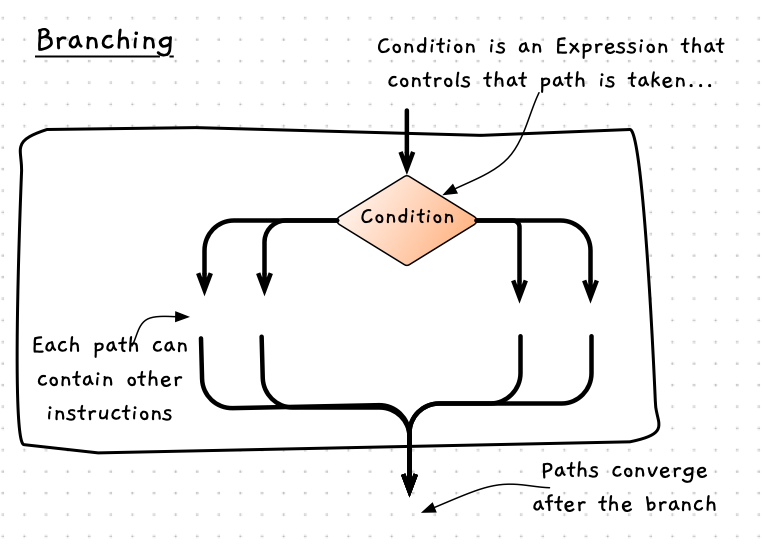 Branching
Condition is an Expression that
controls that path is taken...
Condition
Each path can
contain other
instructions
Paths converge
after the branch